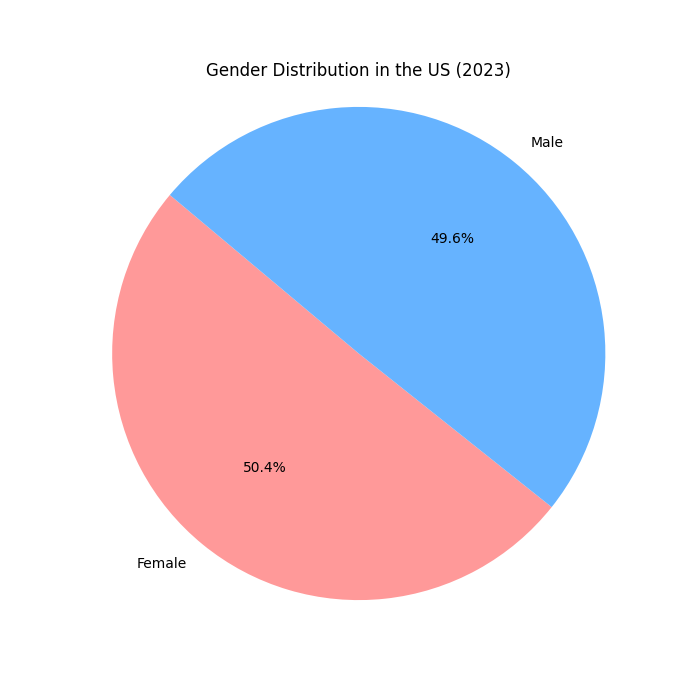 Gender Distribution in the US (2023)
Male
49.6%
50.4%
Female